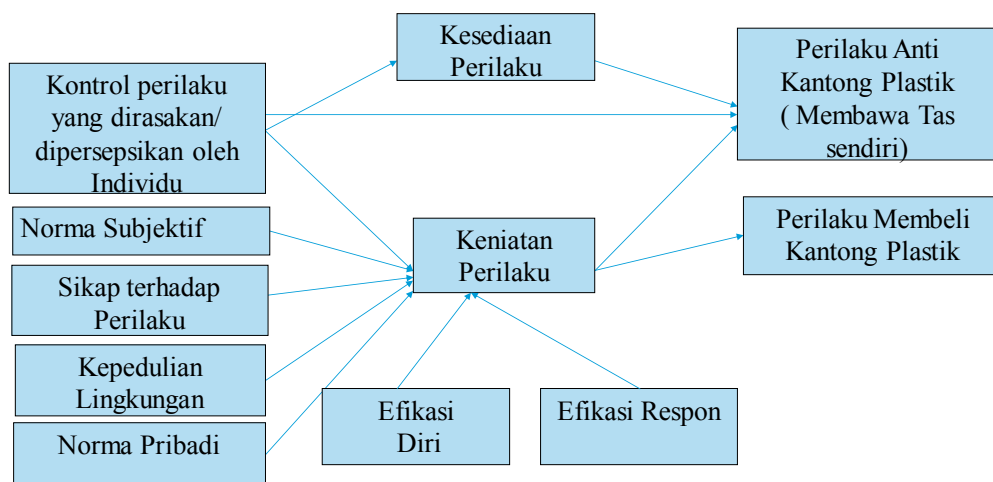 Kesediaan
Perilaku
Perilaku Anti
Kantong Plastik
( Membawa Tas
sendiri)
Kontrol perilaku
yang dirasakan/
dipersepsikan oleh
Individu
Norma Subjektif
Keniatan
Perilaku
Perilaku Membeli
Kantong Plastik
Sikap terhadap
Perilaku
Kepedulian
Lingkungan
Efikasi
Diri
Efikasi Respon
Norma Pribadi